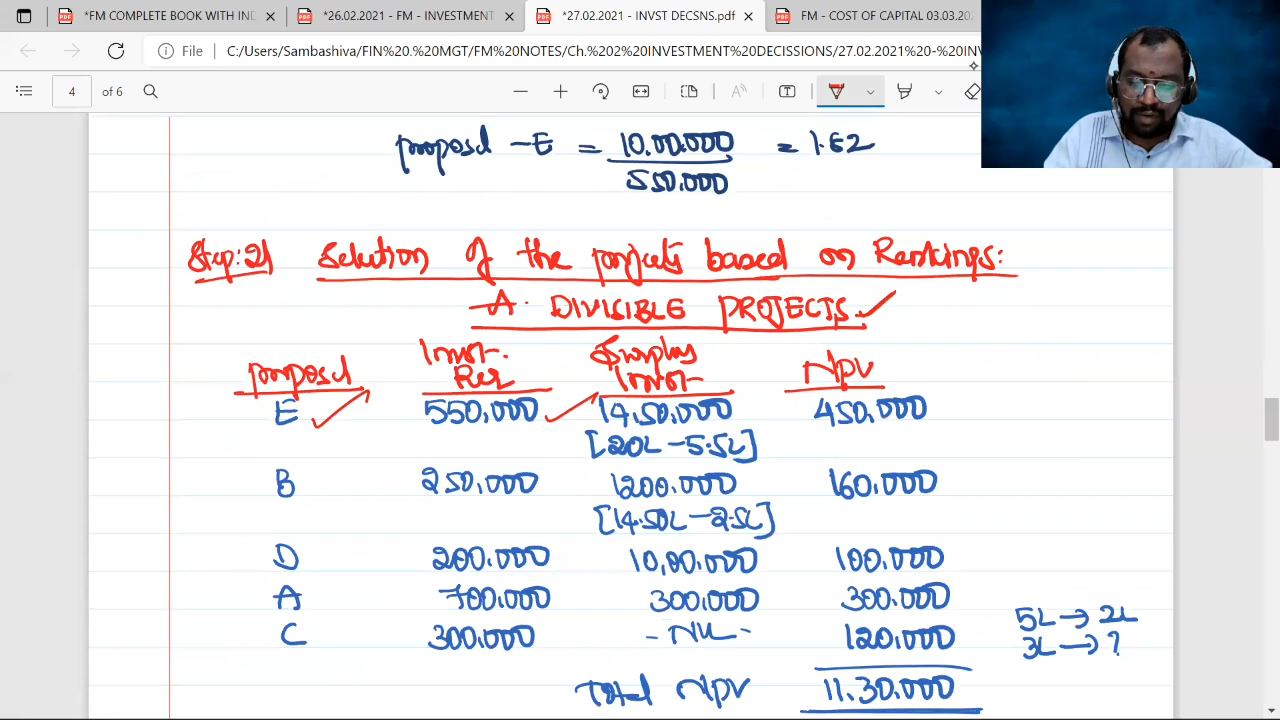 *FM COMPLETE BOOK WITH IND
*26.02.2021 - FM - INVESTMENT
*27.02.2021 - INVST DECSNS.pdf
FM - COST OF CAPITAL 03.03.202
File
C:/Users/Sambashiva/FIN%20.%20MGT/FM%20NOTES/Ch.%202%20INVESTMENT%20DECISSIONS/27.02.2021%20-%20INV
4 of 6
proposal - E = 10,00,000 / 550,000 = 1.82
Step:2) Selection of the projects based on Rankings:
A. DIVISIBLE PROJECTS
proposal Invst. Req Surplus Invst NPV
E 550,000 14,50,000 450,000
[20L - 5.5L]
B 250,000 1200,000 160,000
[14.50L - 2.5L]
D 200,000 10,00,000 100,000
A 700,000 300,000 300,000
C 300,000 - NIL - 120,000
5L → 2L
3L → ?
Total NPV 11,30,000